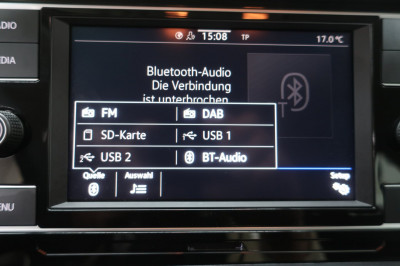 15:08 TP 17.0°C
ADIO
EDIA
Bluetooth-Audio
Die Verbindung
ist unterbrochen
FM DAB
SD-Karte USB 1
USB 2 BT-Audio
Quelle Auswahl Setup
MENU